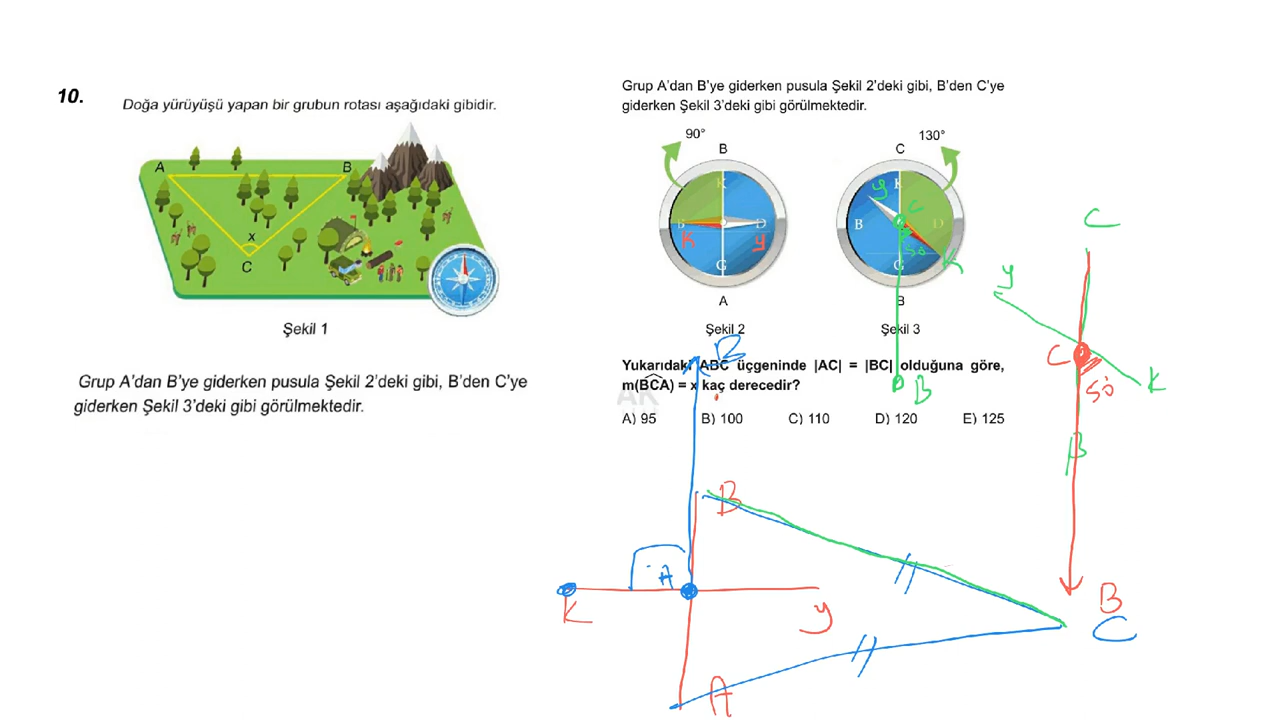 10.
Doğa yürüyüşü yapan bir grubun rotası aşağıdaki gibidir.
A
B
x
C
Şekil 1
Grup A'dan B'ye giderken pusula Şekil 2'deki gibi, B'den C'ye
giderken Şekil 3'deki gibi görülmektedir.
Grup A'dan B'ye giderken pusula Şekil 2'deki gibi, B'den C'ye
giderken Şekil 3'deki gibi görülmektedir.
90°
B
K
B
D
K
y
G
A
Şekil 2
130°
C
K
y
C
B
D
50
K
G
B
Şekil 3
B
Yukarıdaki ABC üçgeninde |AC| = |BC| olduğuna göre,
m(BCA) = x kaç derecedir?
AR
B
A) 95 B) 100 C) 110 D) 120 E) 125
C
y
C
K
50
B
B
C
B
A
K
y
A